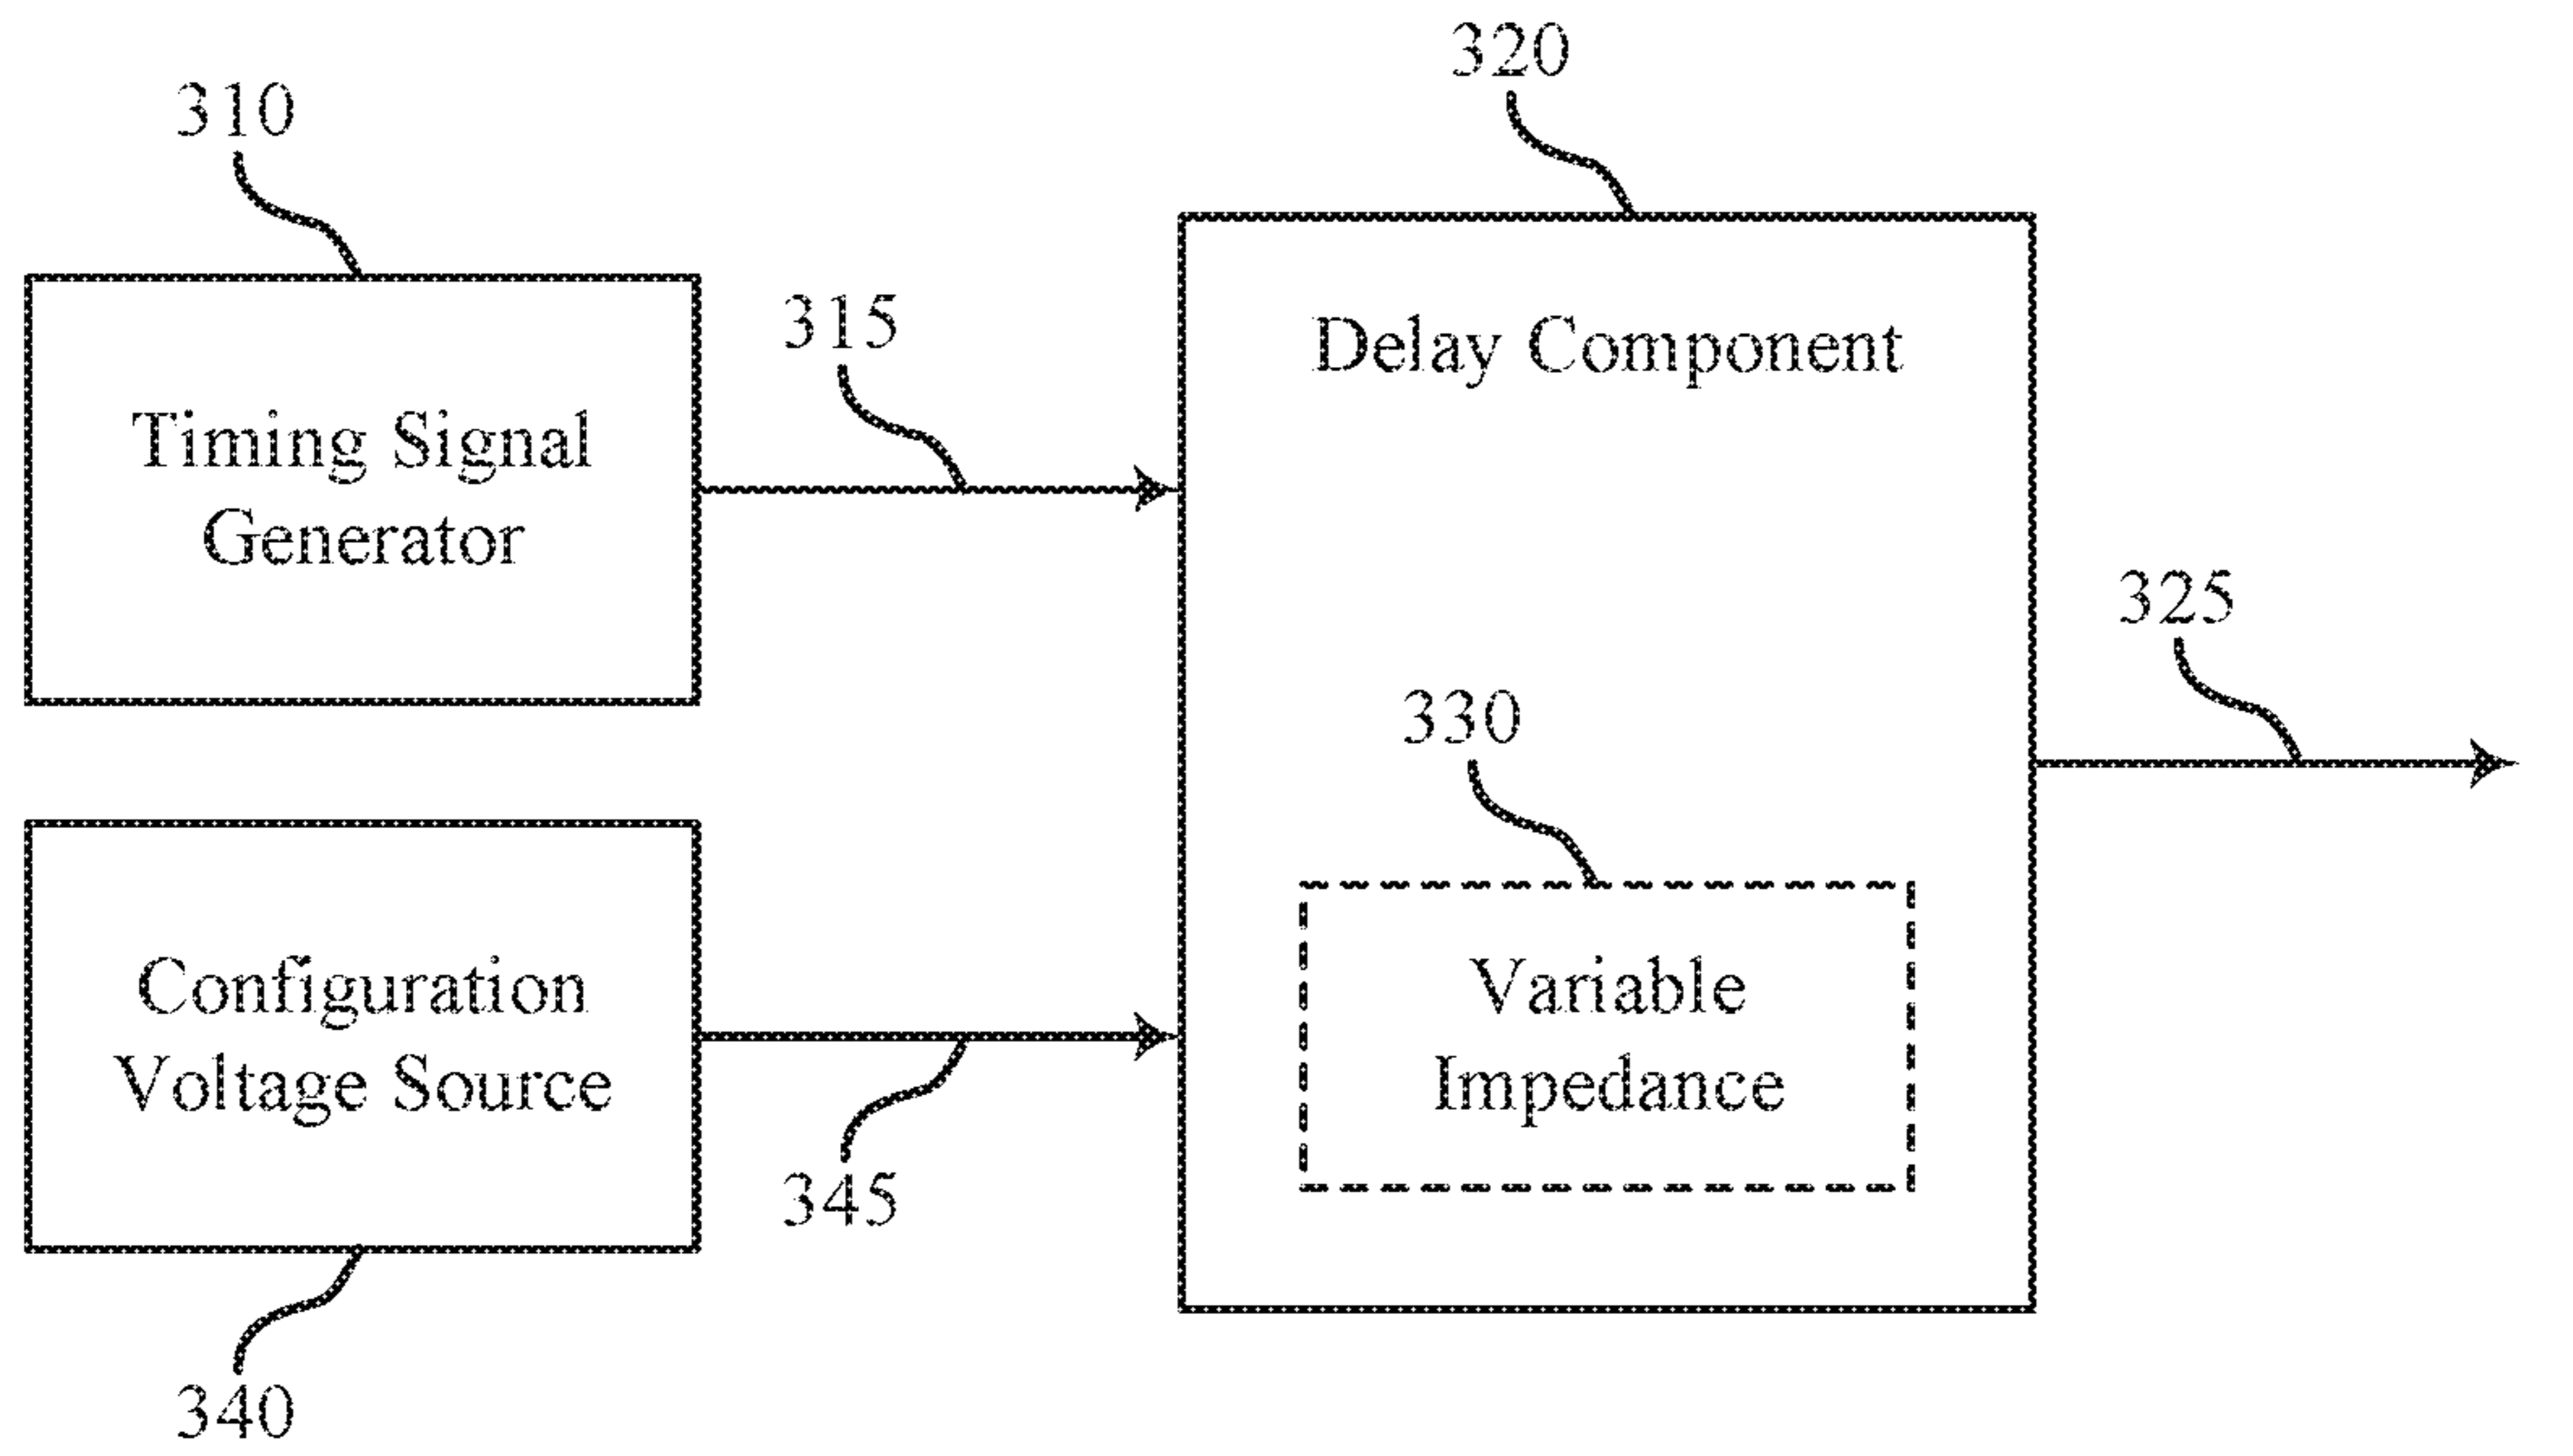 320
310
315
Delay Component
Timing Signal
Generator
325
330
Configuration
Voltage Source
Variable
Impedance
345
340